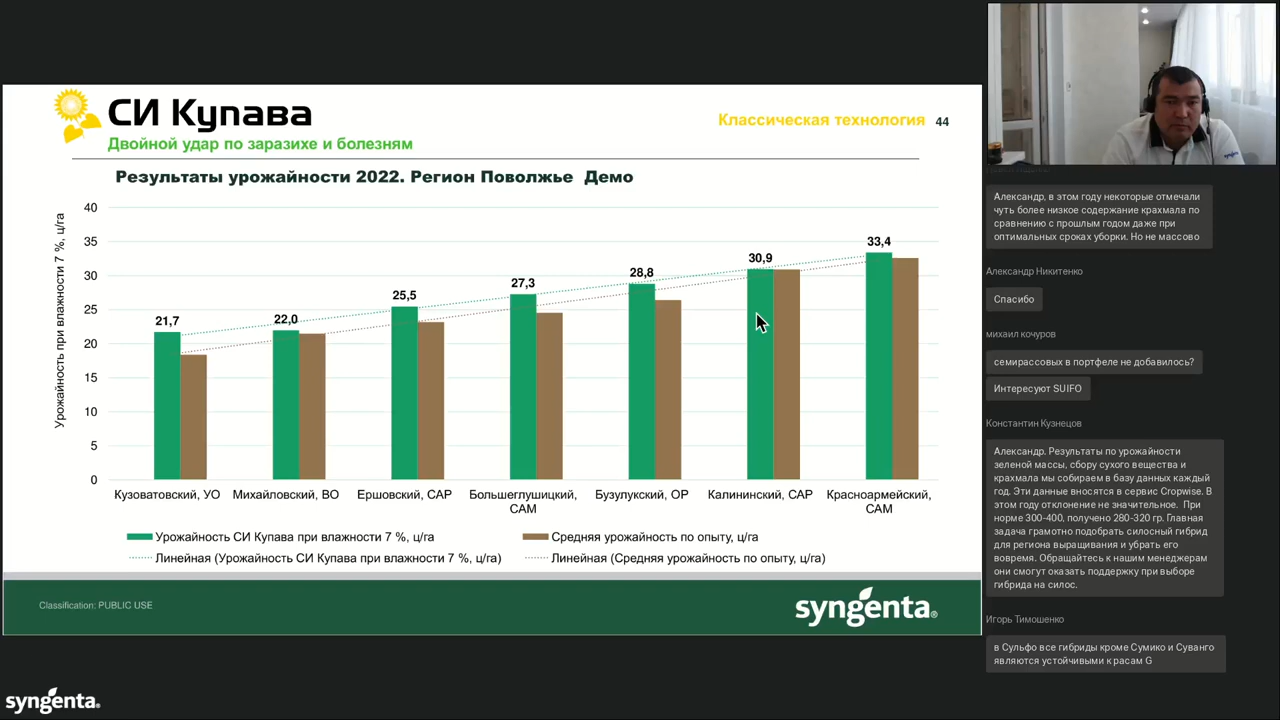 СИ Купава
Двойной удар по заразихе и болезням
Классическая технология 44
Результаты урожайности 2022. Регион Поволжье Демо
Урожайность при влажности 7 %, ц/га
40
35
30
25
20
15
10
5
0
21,7
22,0
25,5
27,3
28,8
30,9
33,4
Кузоватовский, УО
Михайловский, ВО
Ершовский, САР
Большеглушицкий,
САМ
Бузулукский, ОР
Калининский, САР
Красноармейский,
САМ
Урожайность СИ Купава при влажности 7 %, ц/га
Средняя урожайность по опыту, ц/га
Линейная (Урожайность СИ Купава при влажности 7 %, ц/га)
Линейная (Средняя урожайность по опыту, ц/га)
Classification: PUBLIC USE
syngenta®
syngenta.
syngenta
Александр, в этом году некоторые отмечали
чуть более низкое содержание крахмала по
сравнению с прошлым годом даже при
оптимальных сроках уборки. Но не массово
Александр Никитенко
Спасибо
михаил кочуров
семирассовых в портфеле не добавилось?
Интересуют SUIFO
Константин Кузнецов
Александр. Результаты по урожайности
зеленой массы, сбору сухого вещества и
крахмала мы собираем в базу данных каждый
год. Эти данные вносятся в сервис Cropwise. В
этом году отклонение не значительное. При
норме 300-400, получено 280-320 гр. Главная
задача грамотно подобрать силосный гибрид
для региона выращивания и убрать его
вовремя. Обращайтесь к нашим менеджерам
они смогут оказать поддержку при выборе
гибрида на силос.
Игорь Тимошенко
в Сульфо все гибриды кроме Сумико и Суванго
являются устойчивыми к расам G